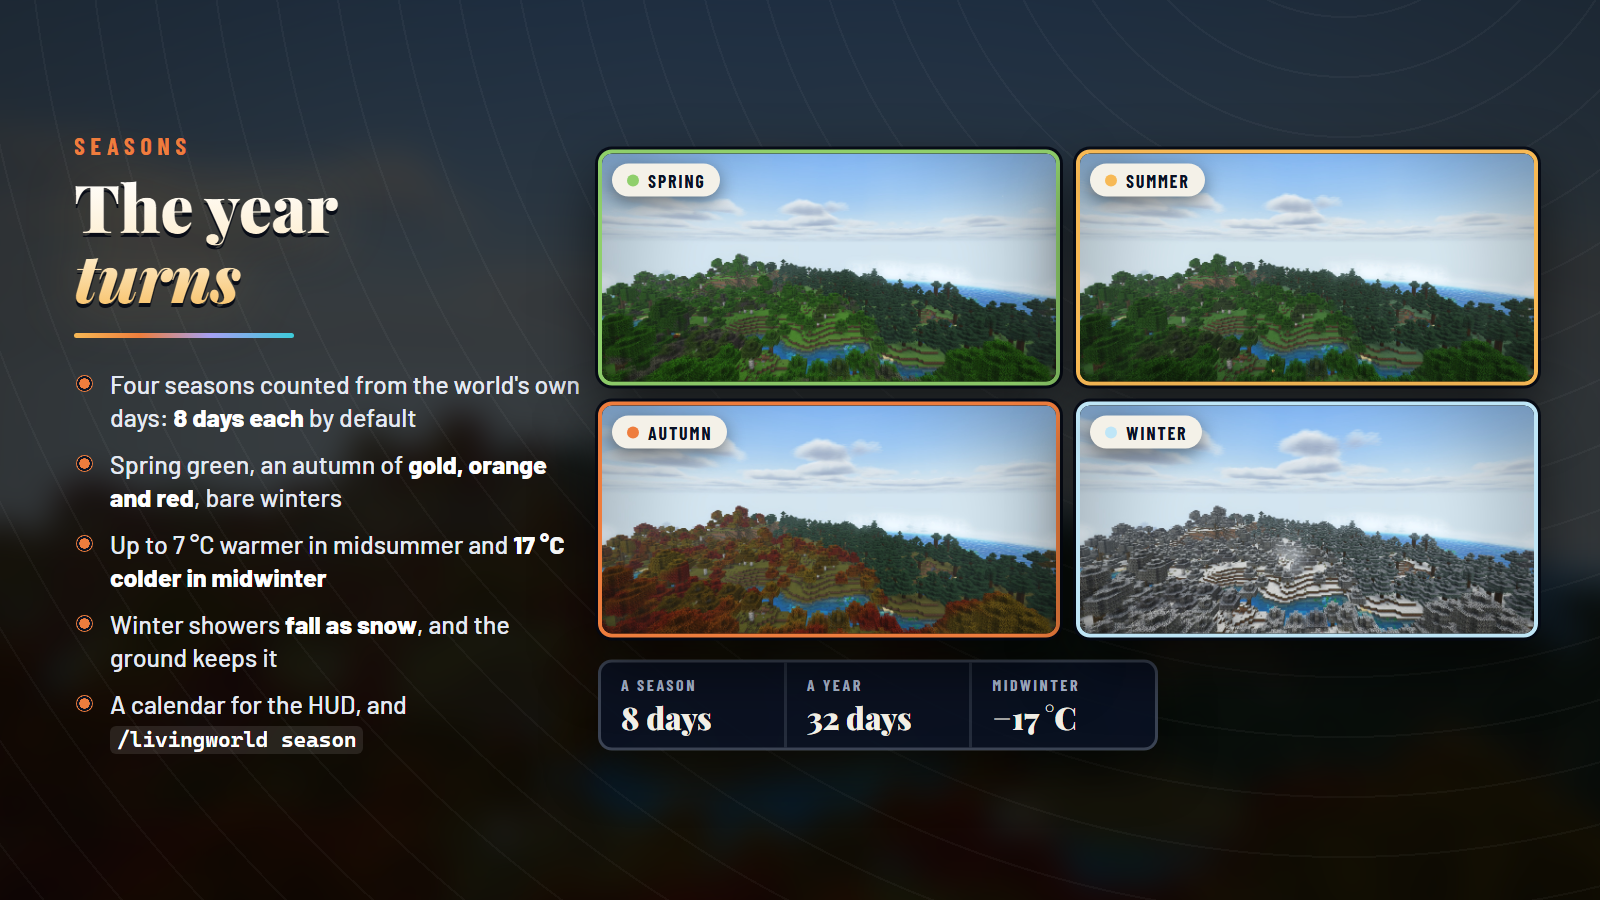 SEASONS
The year
turns
Four seasons counted from the world's own
days: 8 days each by default
Spring green, an autumn of gold, orange
and red, bare winters
Up to 7 °C warmer in midsummer and 17 °C
colder in midwinter
Winter showers fall as snow, and the
ground keeps it
A calendar for the HUD, and
/livingworld season
SPRING
SUMMER
AUTUMN
WINTER
A SEASON
8 days
A YEAR
32 days
MIDWINTER
−17 °C